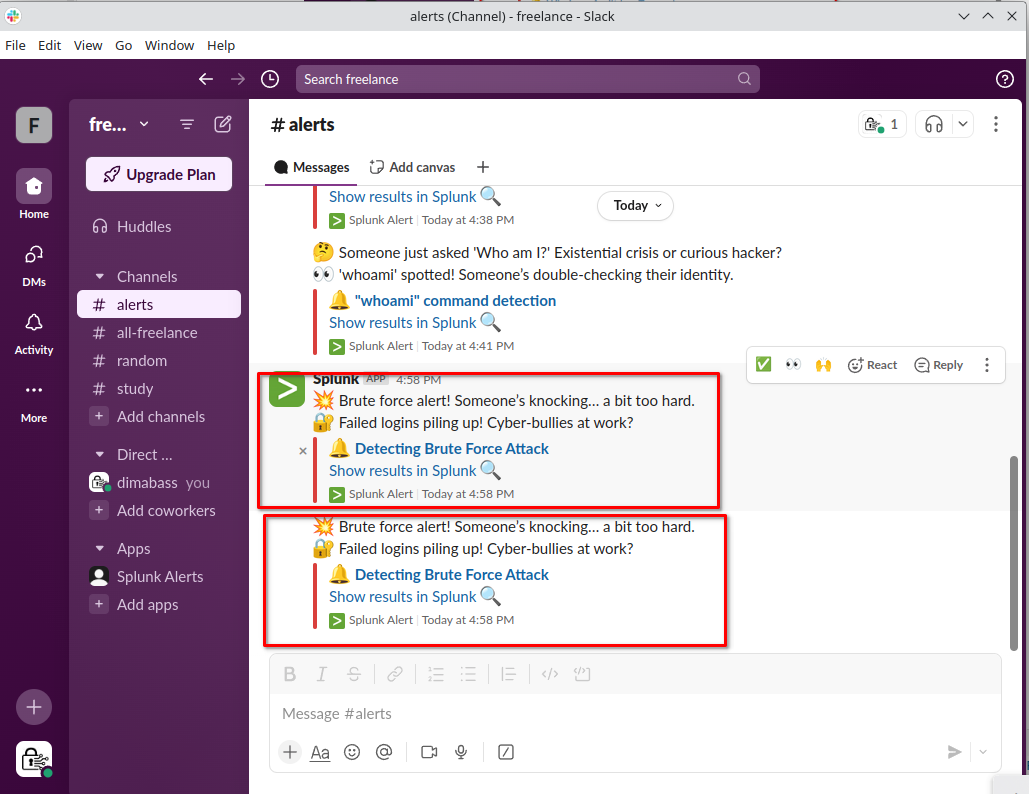 alerts (Channel) - freelance - Slack
File Edit View Go Window Help
Search freelance
F
fre...
# alerts
1
Upgrade Plan
Messages
Add canvas
Home
Huddles
DMs
Channels
# alerts
# all-freelance
# random
# study
Add channels
Activity
More
Direct ...
dimabass you
Add coworkers
Apps
Splunk Alerts
Add apps
Show results in Splunk
Today
Splunk Alert | Today at 4:38 PM
Someone just asked 'Who am I?' Existential crisis or curious hacker?
'whoami' spotted! Someone's double-checking their identity.
"whoami" command detection
Show results in Splunk
Splunk Alert | Today at 4:41 PM
React
Reply
Splunk APP 4:58 PM
Brute force alert! Someone's knocking... a bit too hard.
Failed logins piling up! Cyber-bullies at work?
Detecting Brute Force Attack
Show results in Splunk
Splunk Alert | Today at 4:58 PM
Brute force alert! Someone's knocking... a bit too hard.
Failed logins piling up! Cyber-bullies at work?
Detecting Brute Force Attack
Show results in Splunk
Splunk Alert | Today at 4:58 PM
B I S
Message #alerts
Aa